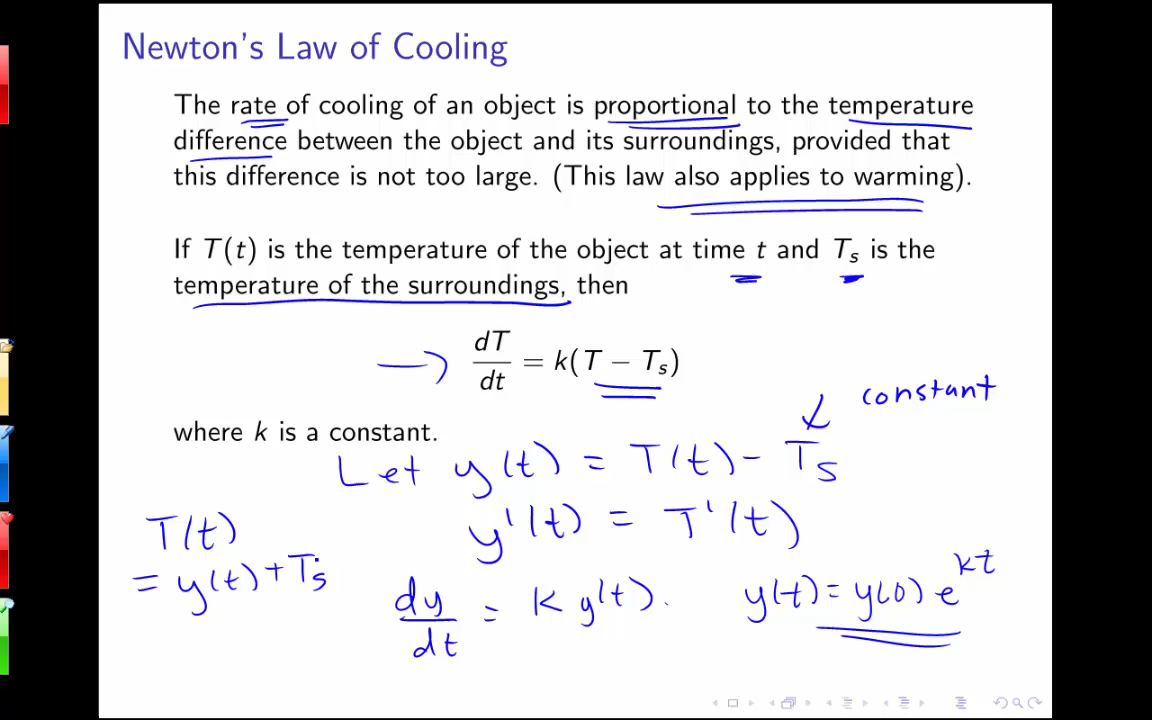 Newton's Law of Cooling
The rate of cooling of an object is proportional to the temperature
difference between the object and its surroundings, provided that
this difference is not too large. (This law also applies to warming).
If T(t) is the temperature of the object at time t and Ts is the
temperature of the surroundings, then
dT/dt = k(T − Ts)
constant
where k is a constant.
Let y(t) = T(t) - Ts
y'(t) = T'(t)
T(t)
= y(t) + Ts
dy/dt = k y(t).
y(t) = y(0) e^kt